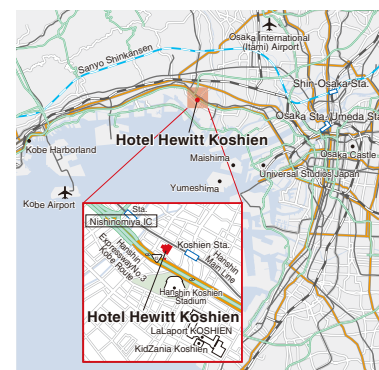 Osaka International
(Itami) Airport
Sanyo Shinkansen
Shin-Osaka Sta.
Osaka Sta.
Umeda Sta.
Hotel Hewitt Koshien
Kobe Harborland
Maishima
Osaka Castle
Universal Studios Japan
Yumeshima
Kobe Airport
Sta.
Nishinomiya IC
Koshien Sta.
Hanshin
Expressway No.3
Kobe Route
Hanshin
Main Line
Hanshin Koshien
Stadium
Hotel Hewitt Koshien
LaLaport KOSHIEN
KidZania Koshien